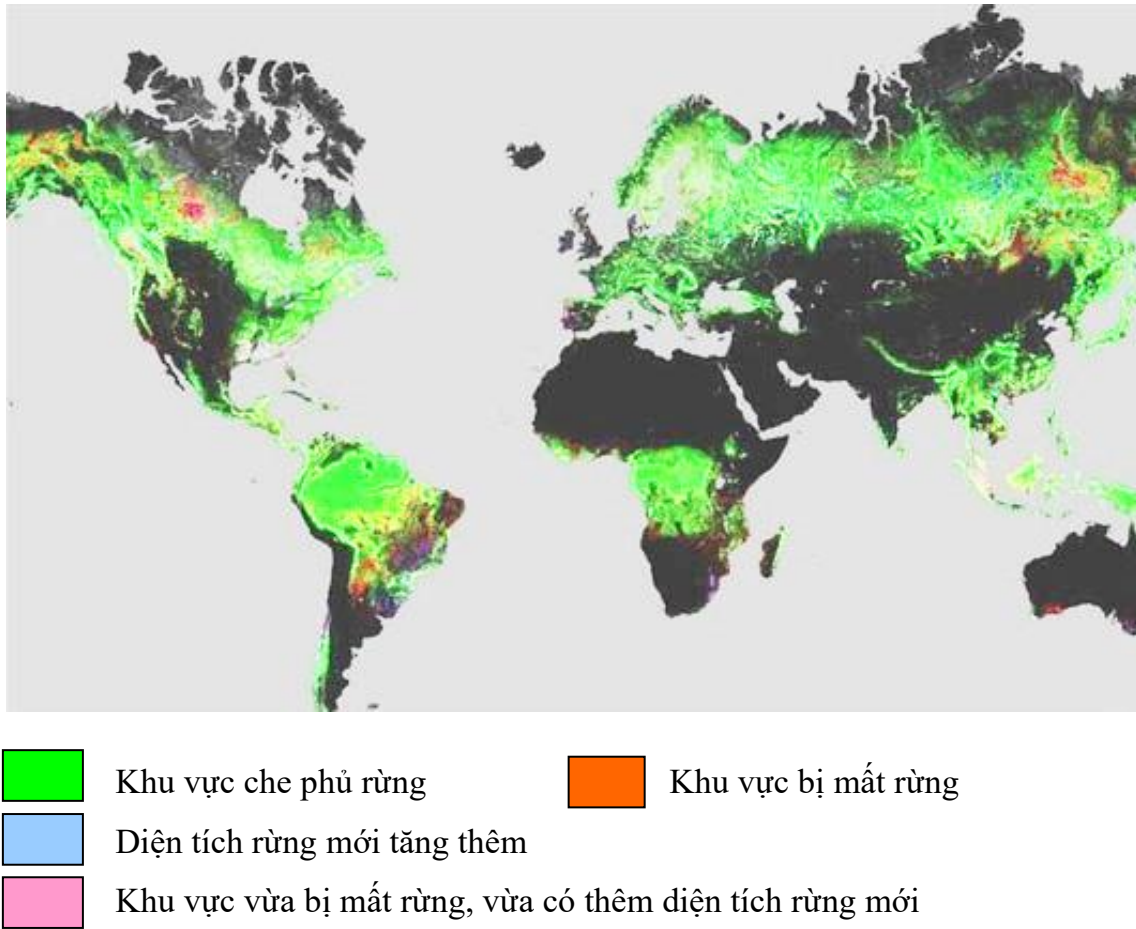 Khu vực che phủ rừng
Khu vực bị mất rừng
Diện tích rừng mới tăng thêm
Khu vực vừa bị mất rừng, vừa có thêm diện tích rừng mới